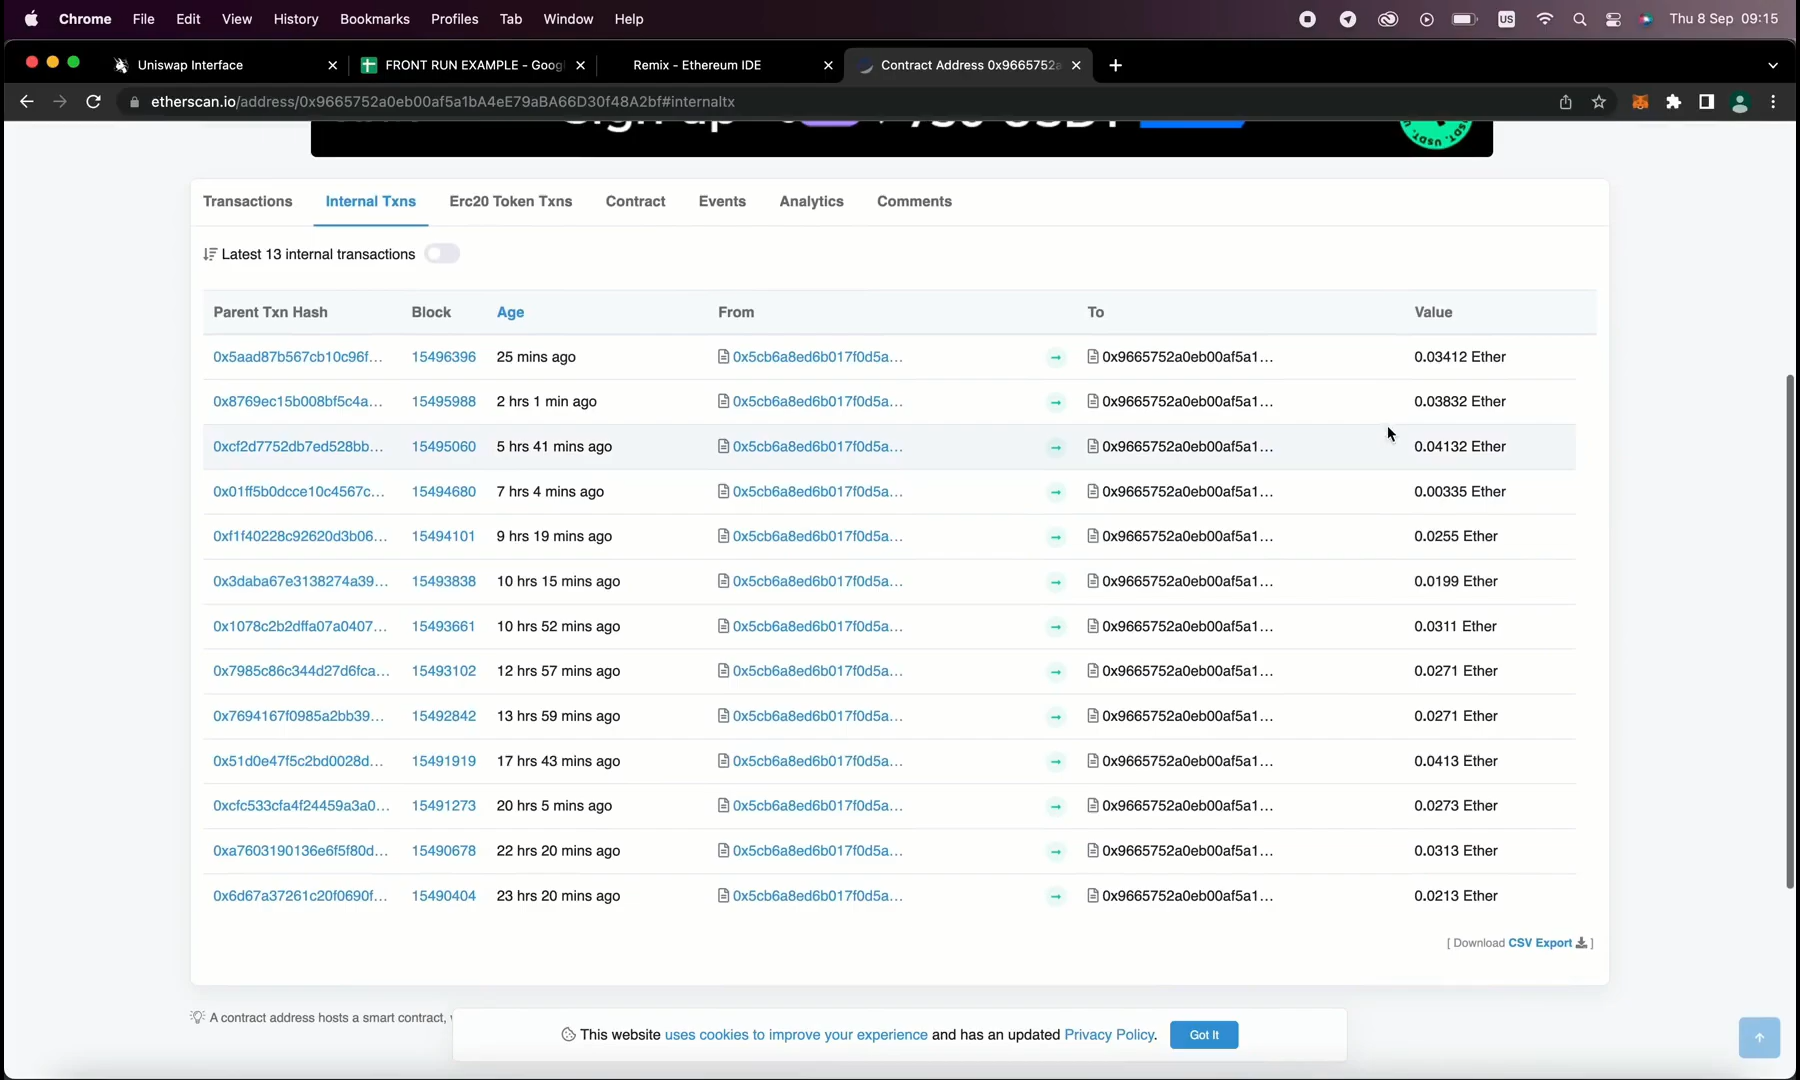 Chrome File Edit View History Bookmarks Profiles Tab Window Help US Thu 8 Sep 09:15
Uniswap Interface FRONT RUN EXAMPLE - Goog Remix - Ethereum IDE Contract Address 0x9665752a
etherscan.io/address/0x9665752a0eb00af5a1bA4eE79aBA66D30f48A2bf#internaltx
Transactions Internal Txns Erc20 Token Txns Contract Events Analytics Comments
Latest 13 internal transactions
Parent Txn Hash Block Age From To Value
0x5aad87b567cb10c96f... 15496396 25 mins ago 0x5cb6a8ed6b017f0d5a... 0x9665752a0eb00af5a1... 0.03412 Ether
0x8769ec15b008bf5c4a... 15495988 2 hrs 1 min ago 0x5cb6a8ed6b017f0d5a... 0x9665752a0eb00af5a1... 0.03832 Ether
0xcf2d7752db7ed528bb... 15495060 5 hrs 41 mins ago 0x5cb6a8ed6b017f0d5a... 0x9665752a0eb00af5a1... 0.04132 Ether
0x01ff5b0dcce10c4567c... 15494680 7 hrs 4 mins ago 0x5cb6a8ed6b017f0d5a... 0x9665752a0eb00af5a1... 0.00335 Ether
0xf1f40228c92620d3b06... 15494101 9 hrs 19 mins ago 0x5cb6a8ed6b017f0d5a... 0x9665752a0eb00af5a1... 0.0255 Ether
0x3daba67e3138274a39... 15493838 10 hrs 15 mins ago 0x5cb6a8ed6b017f0d5a... 0x9665752a0eb00af5a1... 0.0199 Ether
0x1078c2b2dffa07a0407... 15493661 10 hrs 52 mins ago 0x5cb6a8ed6b017f0d5a... 0x9665752a0eb00af5a1... 0.0311 Ether
0x7985c86c344d27d6fca... 15493102 12 hrs 57 mins ago 0x5cb6a8ed6b017f0d5a... 0x9665752a0eb00af5a1... 0.0271 Ether
0x7694167f0985a2bb39... 15492842 13 hrs 59 mins ago 0x5cb6a8ed6b017f0d5a... 0x9665752a0eb00af5a1... 0.0271 Ether
0x51d0e47f5c2bd0028d... 15491919 17 hrs 43 mins ago 0x5cb6a8ed6b017f0d5a... 0x9665752a0eb00af5a1... 0.0413 Ether
0xcfc533cfa4f24459a3a0... 15491273 20 hrs 5 mins ago 0x5cb6a8ed6b017f0d5a... 0x9665752a0eb00af5a1... 0.0273 Ether
0xa7603190136e6f5f80d... 15490678 22 hrs 20 mins ago 0x5cb6a8ed6b017f0d5a... 0x9665752a0eb00af5a1... 0.0313 Ether
0x6d67a37261c20f0690f... 15490404 23 hrs 20 mins ago 0x5cb6a8ed6b017f0d5a... 0x9665752a0eb00af5a1... 0.0213 Ether
[ Download CSV Export ]
A contract address hosts a smart contract,
This website uses cookies to improve your experience and has an updated Privacy Policy. Got It